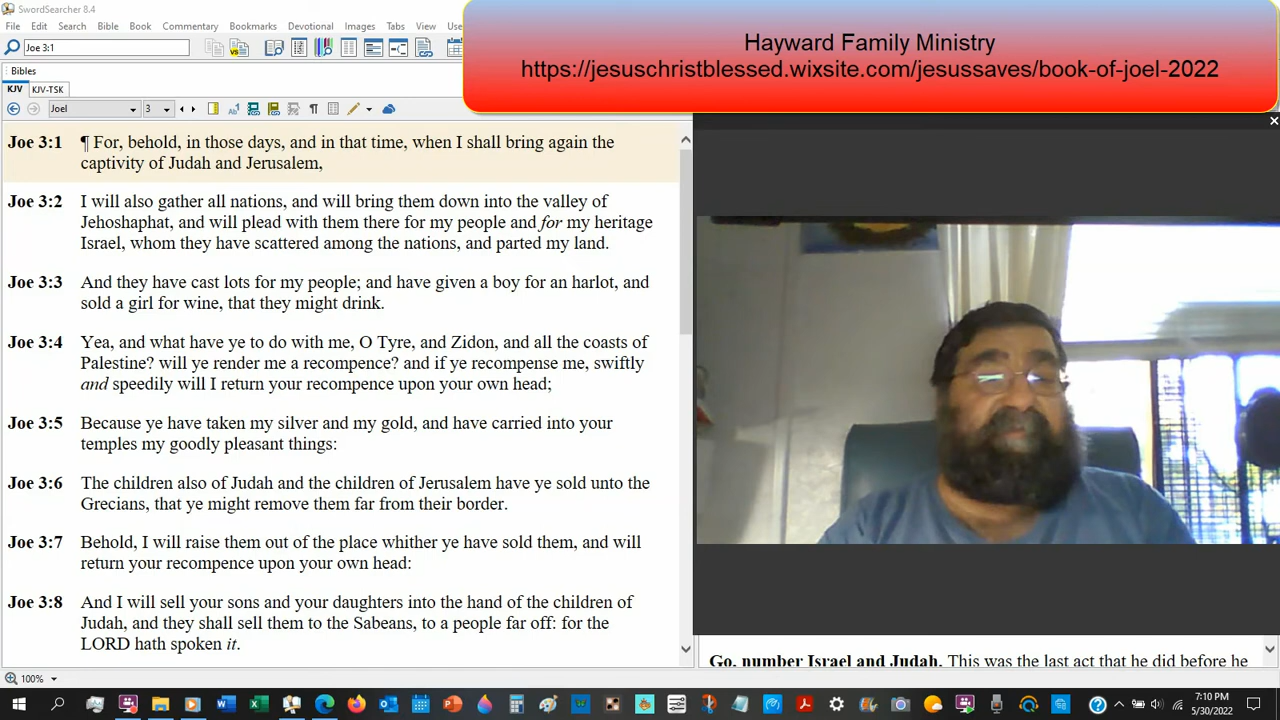 SwordSearcher 8.4
File Edit Search Bible Book Commentary Bookmarks Devotional Images Tabs View
Joe 3:1
Bibles
KJV KJV-TSK
Joel 3
Hayward Family Ministry
https://jesuschristblessed.wixsite.com/jesussaves/book-of-joel-2022
Joe 3:1 ¶ For, behold, in those days, and in that time, when I shall bring again the
captivity of Judah and Jerusalem,
Joe 3:2 I will also gather all nations, and will bring them down into the valley of
Jehoshaphat, and will plead with them there for my people and for my heritage
Israel, whom they have scattered among the nations, and parted my land.
Joe 3:3 And they have cast lots for my people; and have given a boy for an harlot, and
sold a girl for wine, that they might drink.
Joe 3:4 Yea, and what have ye to do with me, O Tyre, and Zidon, and all the coasts of
Palestine? will ye render me a recompence? and if ye recompense me, swiftly
and speedily will I return your recompence upon your own head;
Joe 3:5 Because ye have taken my silver and my gold, and have carried into your
temples my goodly pleasant things:
Joe 3:6 The children also of Judah and the children of Jerusalem have ye sold unto the
Grecians, that ye might remove them far from their border.
Joe 3:7 Behold, I will raise them out of the place whither ye have sold them, and will
return your recompence upon your own head:
Joe 3:8 And I will sell your sons and your daughters into the hand of the children of
Judah, and they shall sell them to the Sabeans, to a people far off: for the
LORD hath spoken it.
Go, number Israel and Judah. This was the last act that he did before he
100%
7:10 PM
5/30/2022